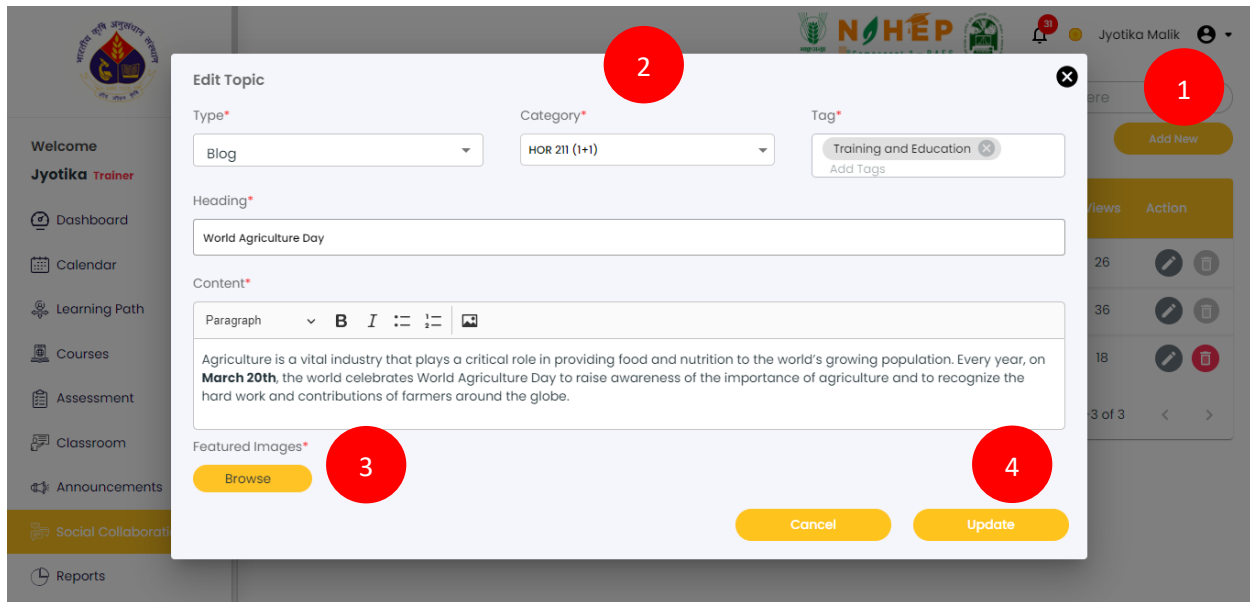 भारतीय कृषि अनुसंधान संस्थान
NAHEP
31
Jyotika Malik
2
1
Edit Topic
ere
Type*
Category*
Tag*
Add New
Welcome
Blog
HOR 211 (1+1)
Training and Education
Add Tags
Jyotika Trainer
Heading*
Views
Action
Dashboard
World Agriculture Day
Calendar
26
Content*
Learning Path
Paragraph
B
I
36
Courses
Agriculture is a vital industry that plays a critical role in providing food and nutrition to the world's growing population. Every year, on
18
March 20th, the world celebrates World Agriculture Day to raise awareness of the importance of agriculture and to recognize the
hard work and contributions of farmers around the globe.
Assessment
-3 of 3
<
>
Classroom
Featured Images*
3
4
Browse
Announcements
Cancel
Update
Social Collaborati
Reports